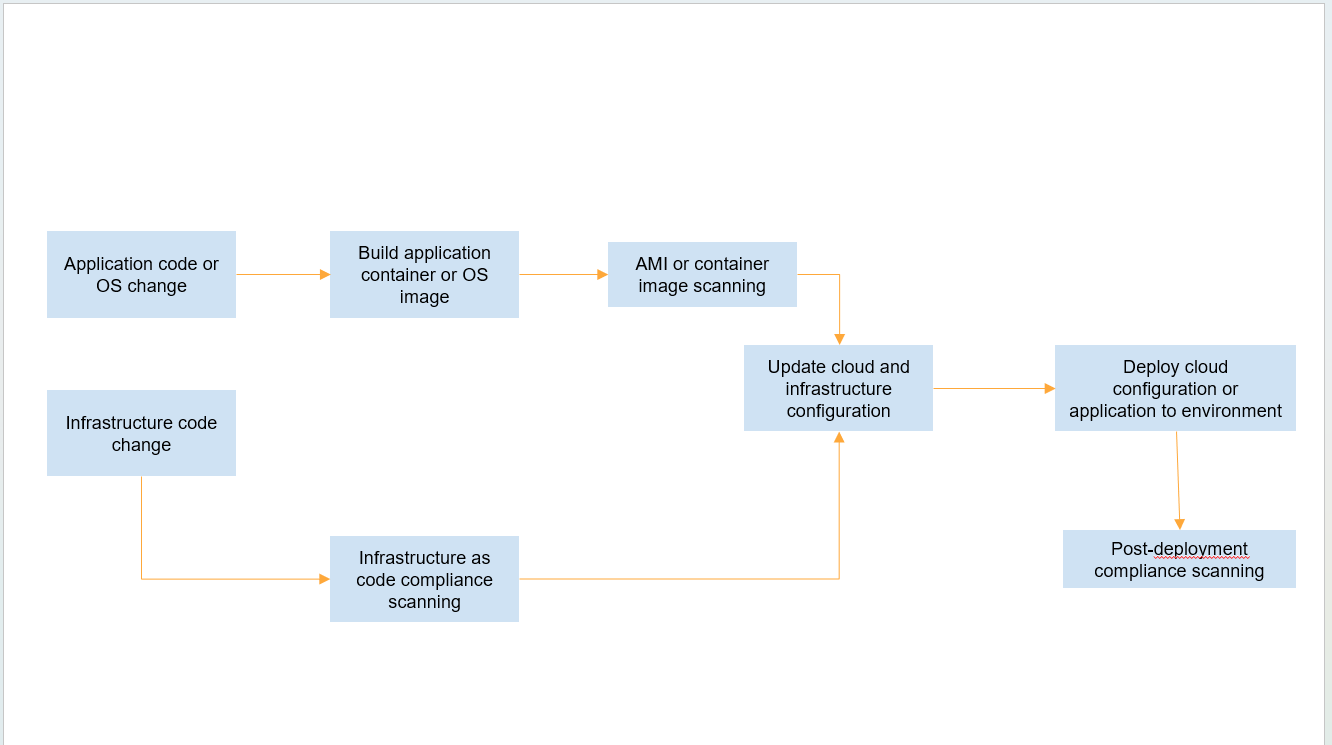 Application code or
OS change
Build application
container or OS
image
AMI or container
image scanning
Update cloud and
infrastructure
configuration
Deploy cloud
configuration or
application to environment
Infrastructure code
change
Infrastructure as
code compliance
scanning
Post-deployment
compliance scanning